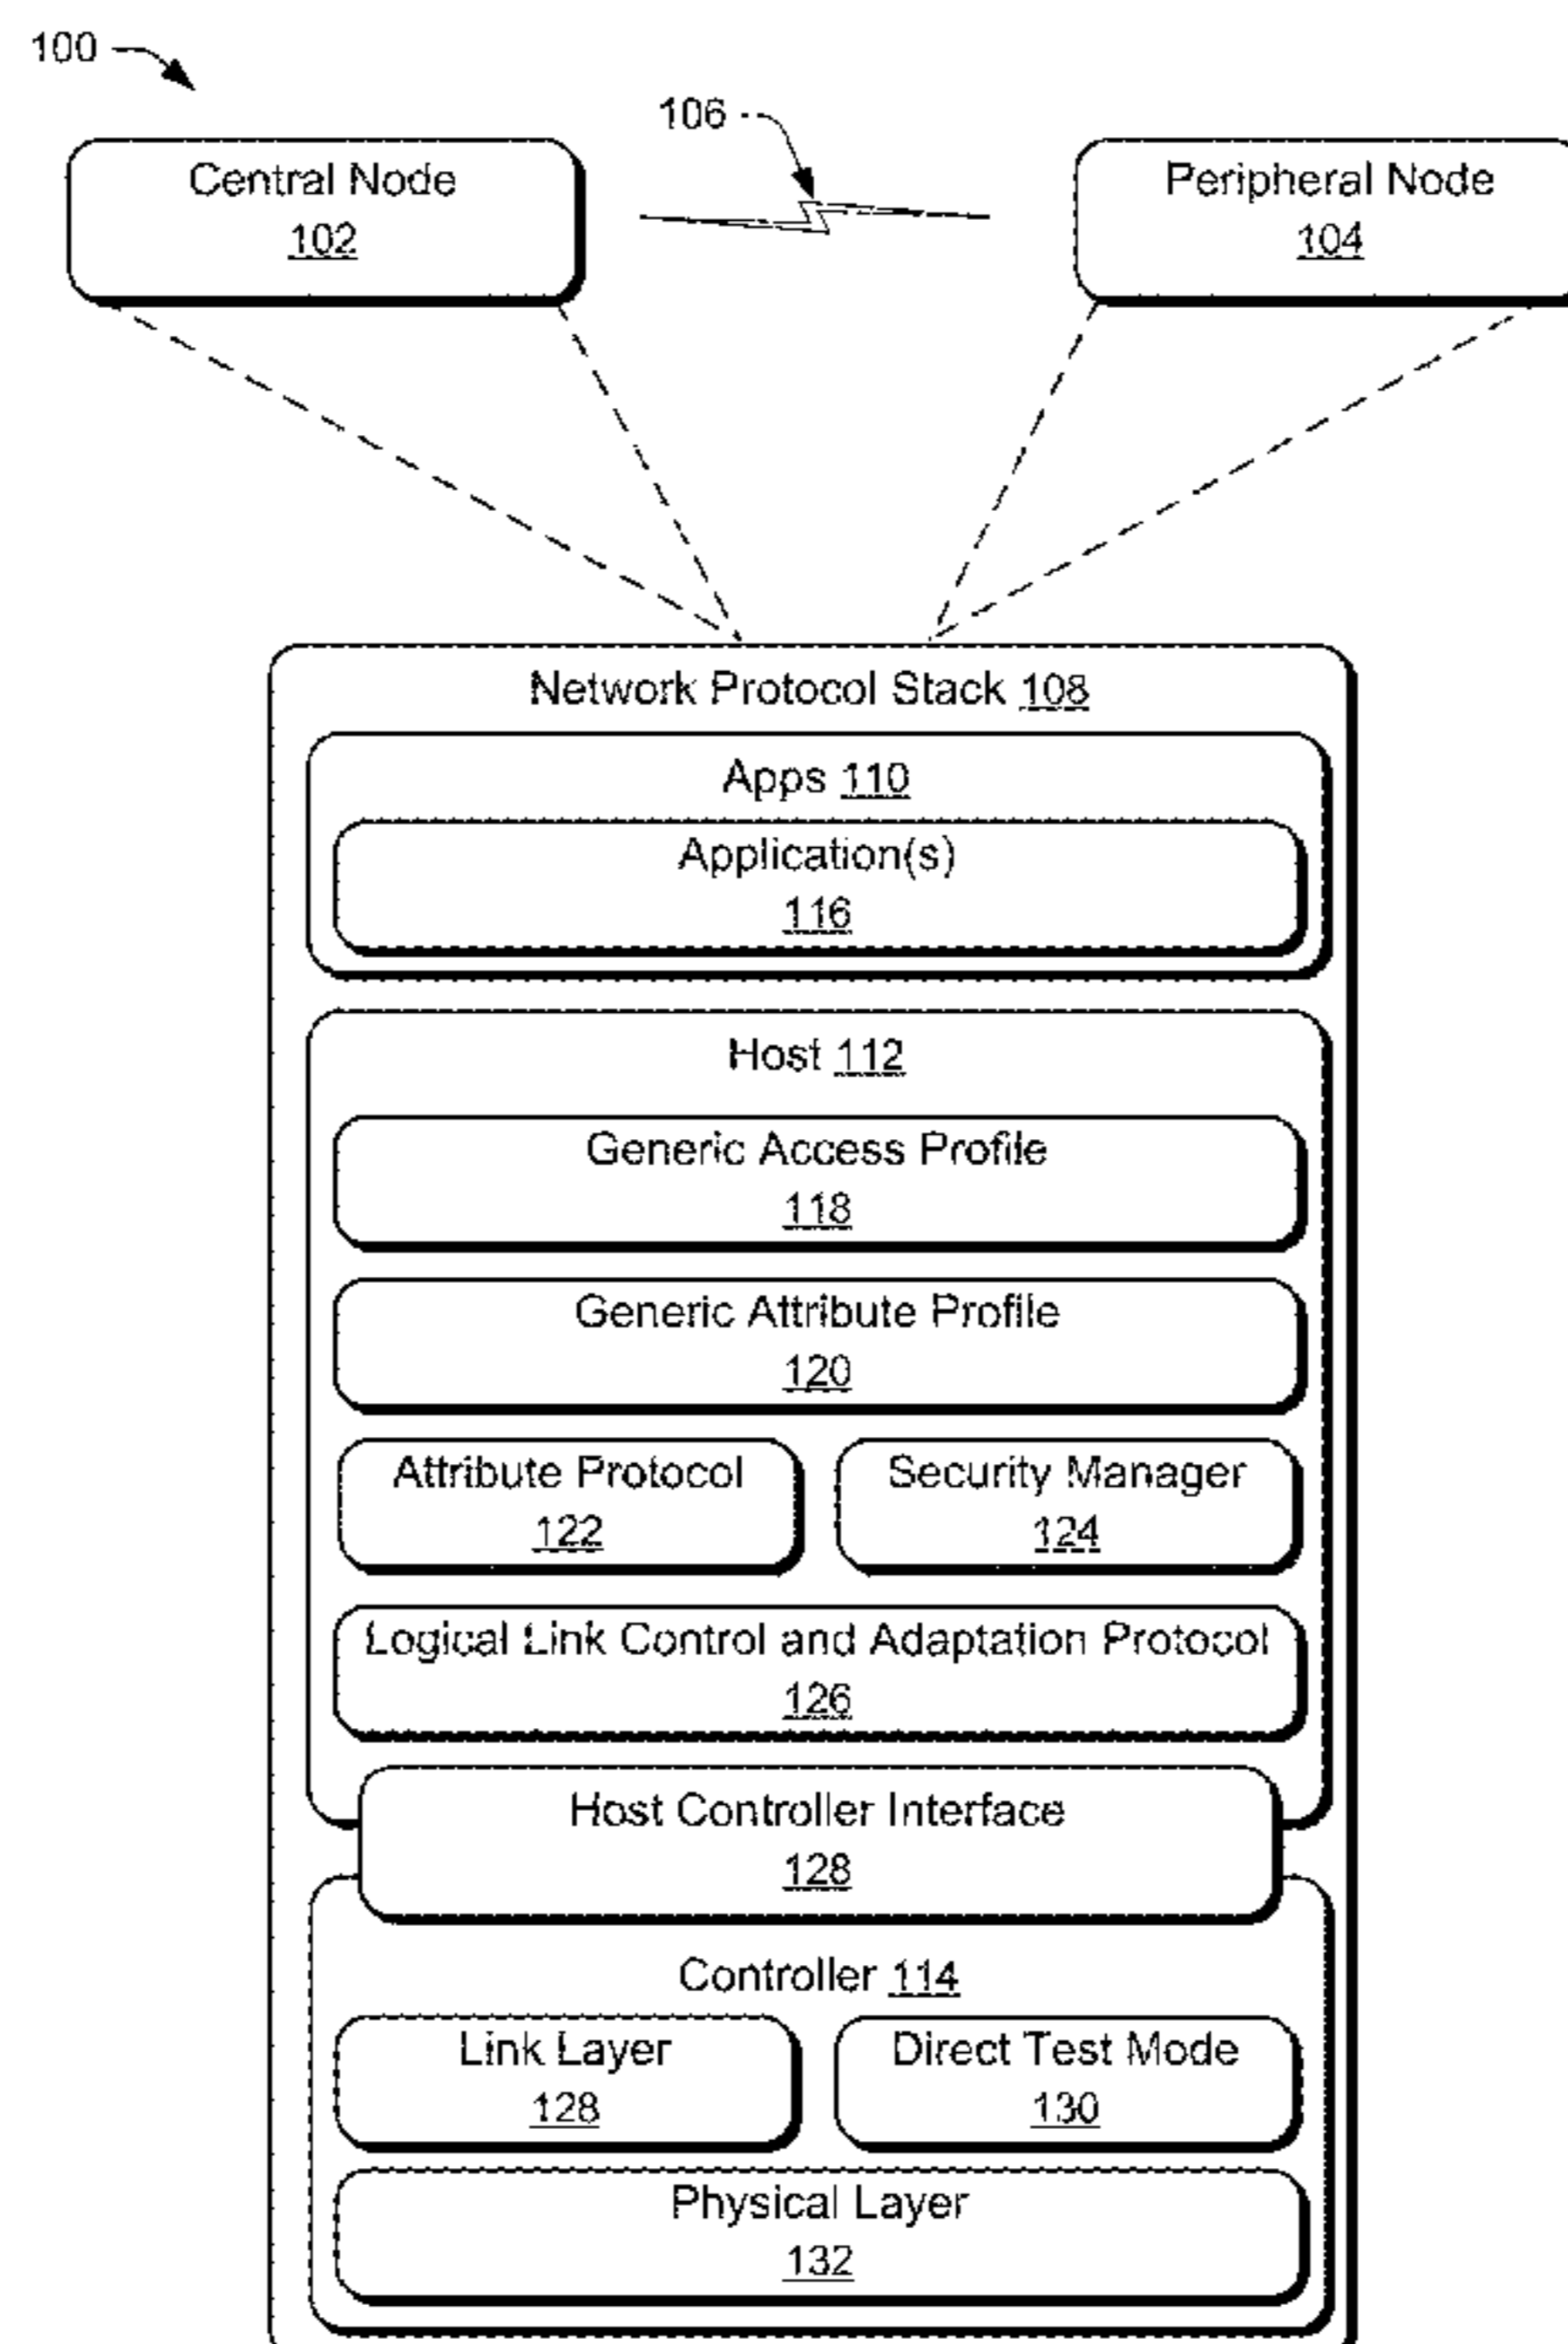 100
106
Central Node
102
Peripheral Node
104
Network Protocol Stack 108
Apps 110
Application(s)
116
Host 112
Generic Access Profile
118
Generic Attribute Profile
120
Attribute Protocol
122
Security Manager
124
Logical Link Control and Adaptation Protocol
126
Host Controller Interface
128
Controller 114
Link Layer
128
Direct Test Mode
130
Physical Layer
132